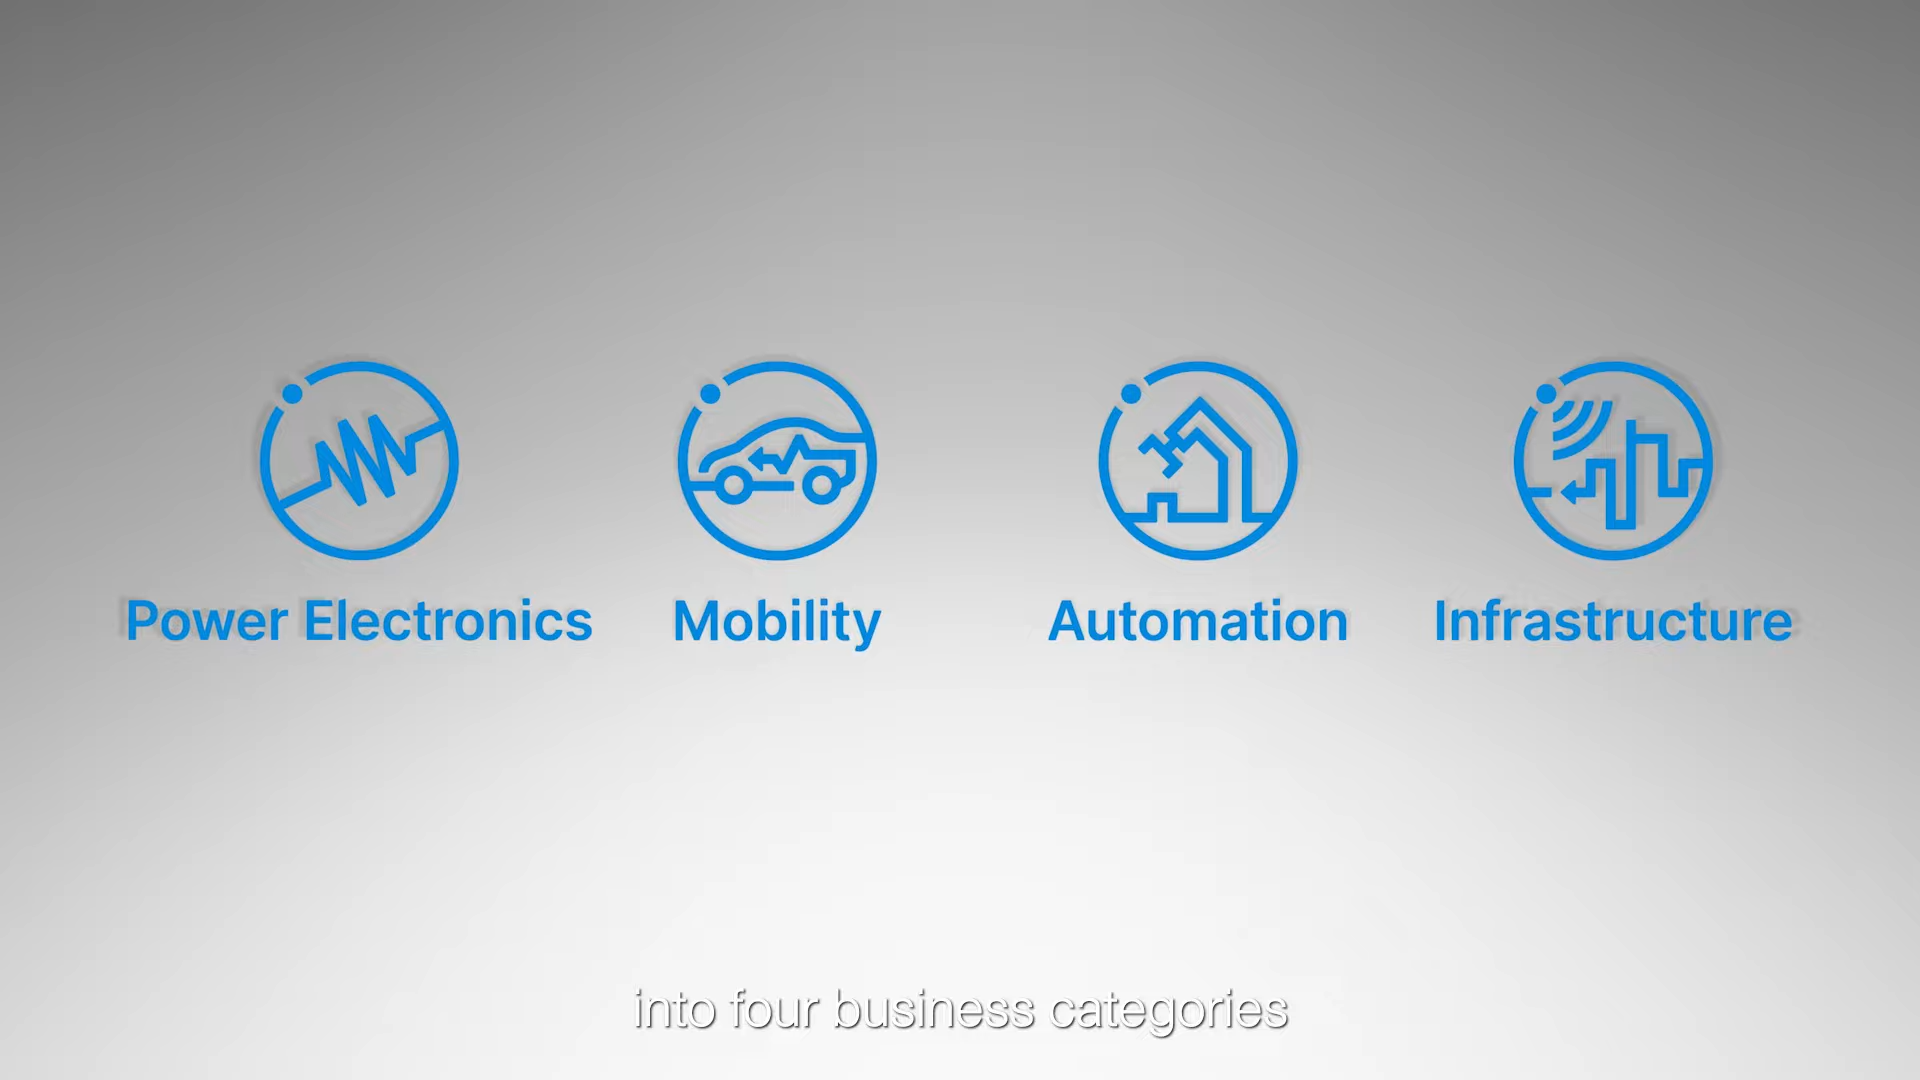 Power Electronics
Mobility
Automation
Infrastructure
into four business categories